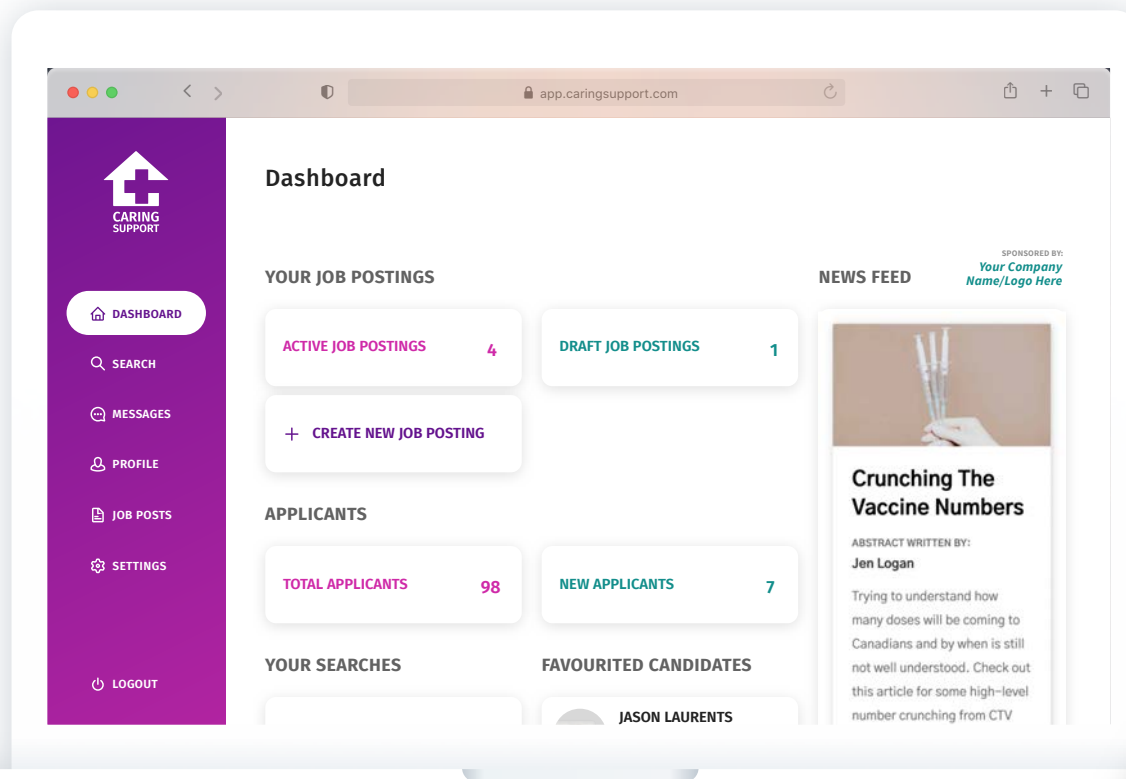 app.caringsupport.com
CARING
SUPPORT
DASHBOARD
SEARCH
MESSAGES
PROFILE
JOB POSTS
SETTINGS
LOGOUT
Dashboard
YOUR JOB POSTINGS
ACTIVE JOB POSTINGS 4
DRAFT JOB POSTINGS 1
+ CREATE NEW JOB POSTING
APPLICANTS
TOTAL APPLICANTS 98
NEW APPLICANTS 7
YOUR SEARCHES
FAVOURITED CANDIDATES
JASON LAURENTS
NEWS FEED
SPONSORED BY:
Your Company
Name/Logo Here
Crunching The
Vaccine Numbers
ABSTRACT WRITTEN BY:
Jen Logan
Trying to understand how
many doses will be coming to
Canadians and by when is still
not well understood. Check out
this article for some high-level
number crunching from CTV